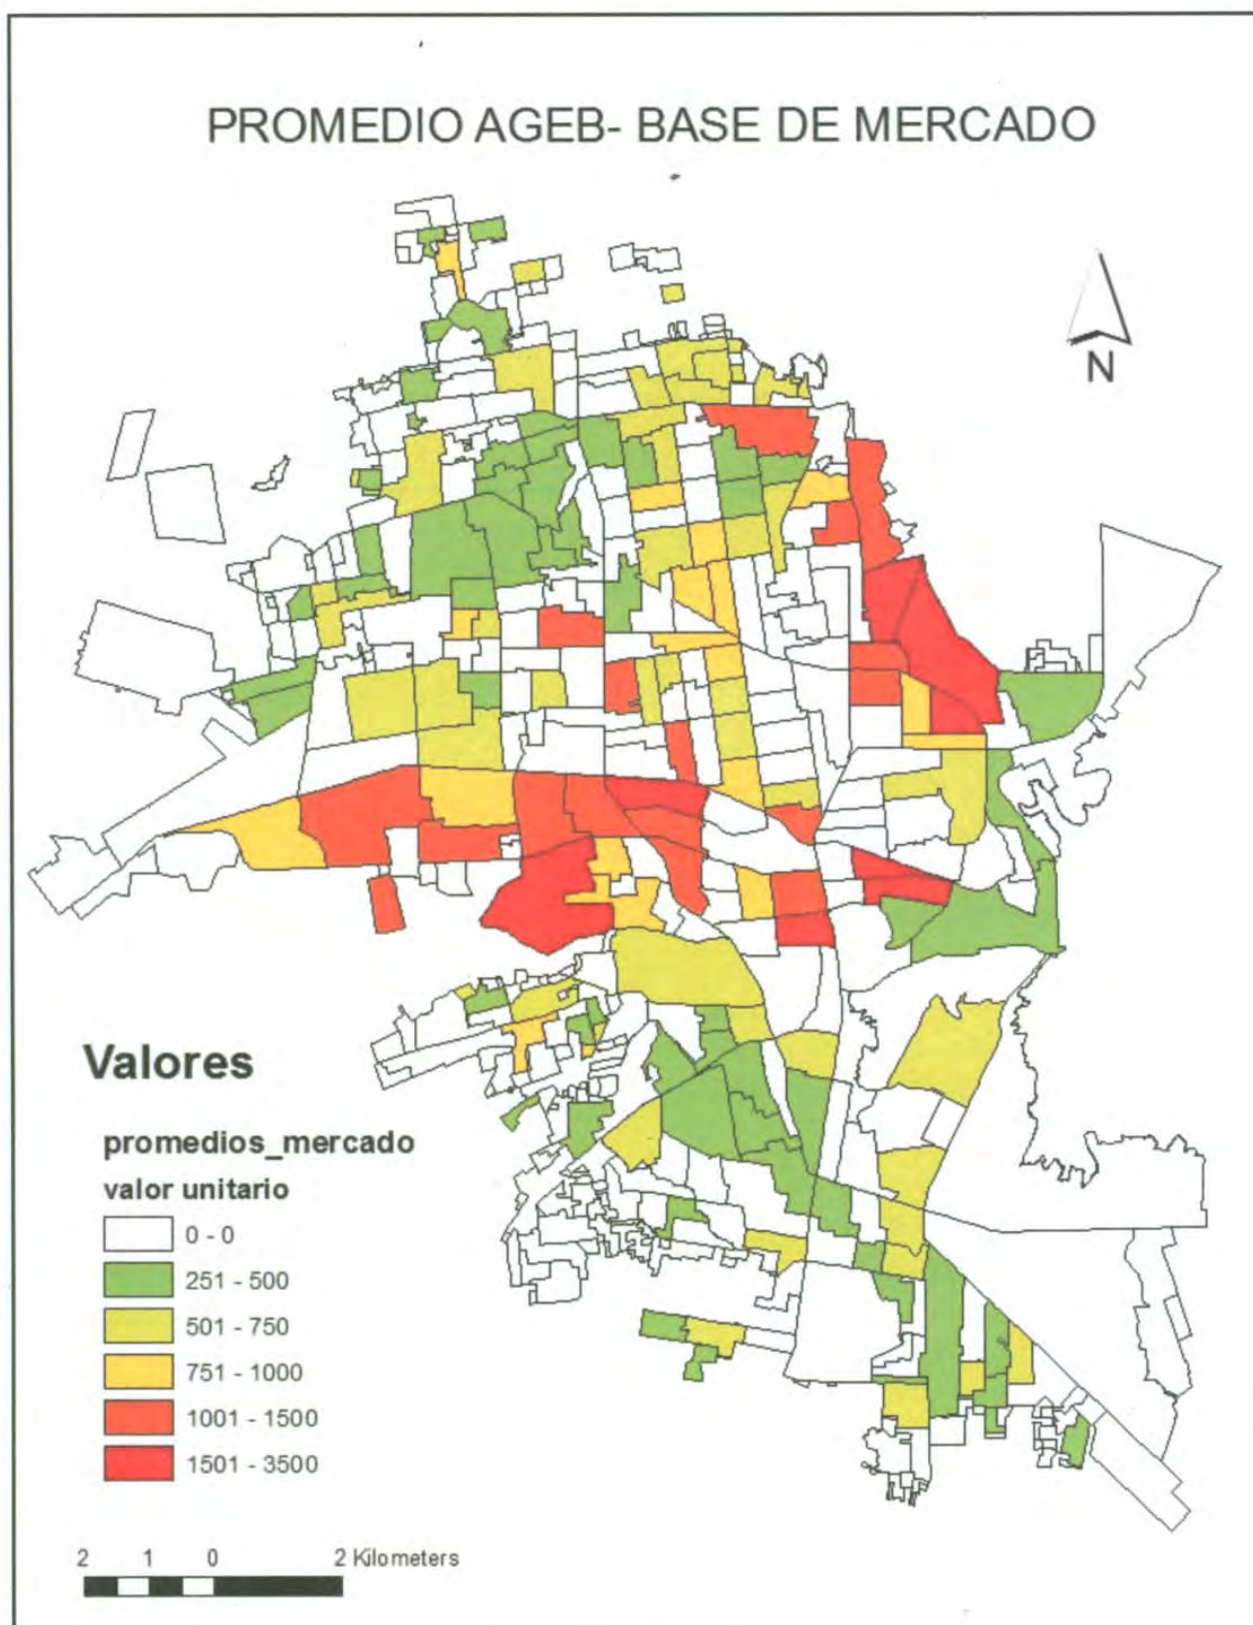 PROMEDIO AGEB- BASE DE MERCADO
N
Valores
promedios_mercado
valor unitario
0 - 0
251 - 500
501 - 750
751 - 1000
1001 - 1500
1501 - 3500
2 1 0 2 Kilometers